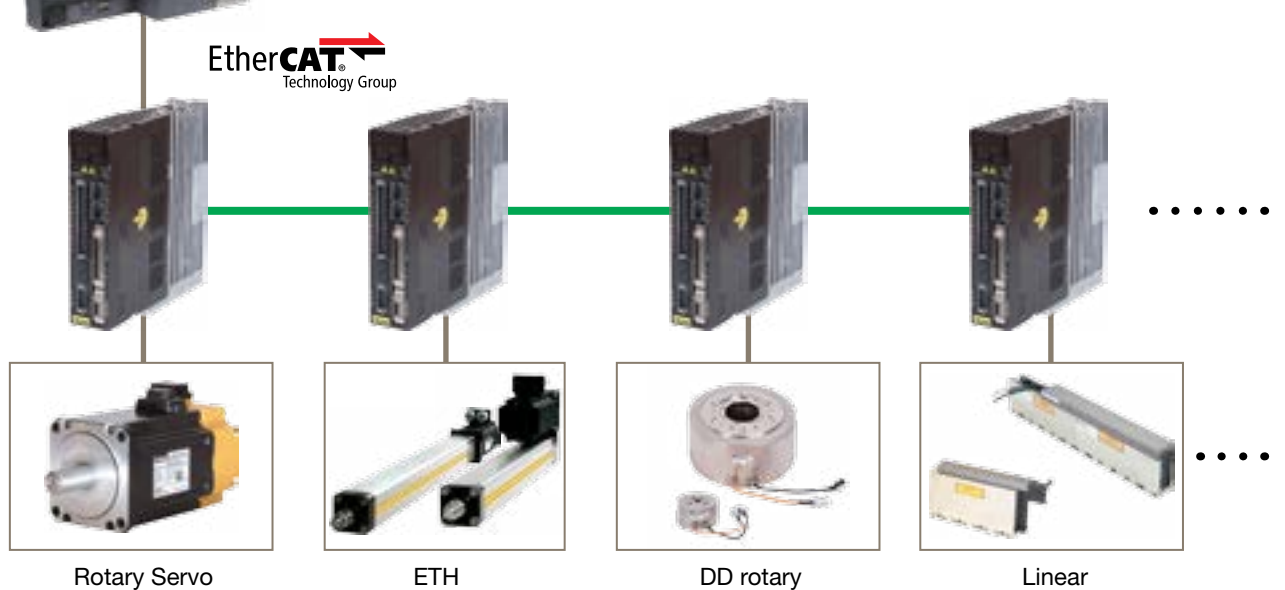 EtherCAT®
Technology Group
Rotary Servo
ETH
DD rotary
Linear